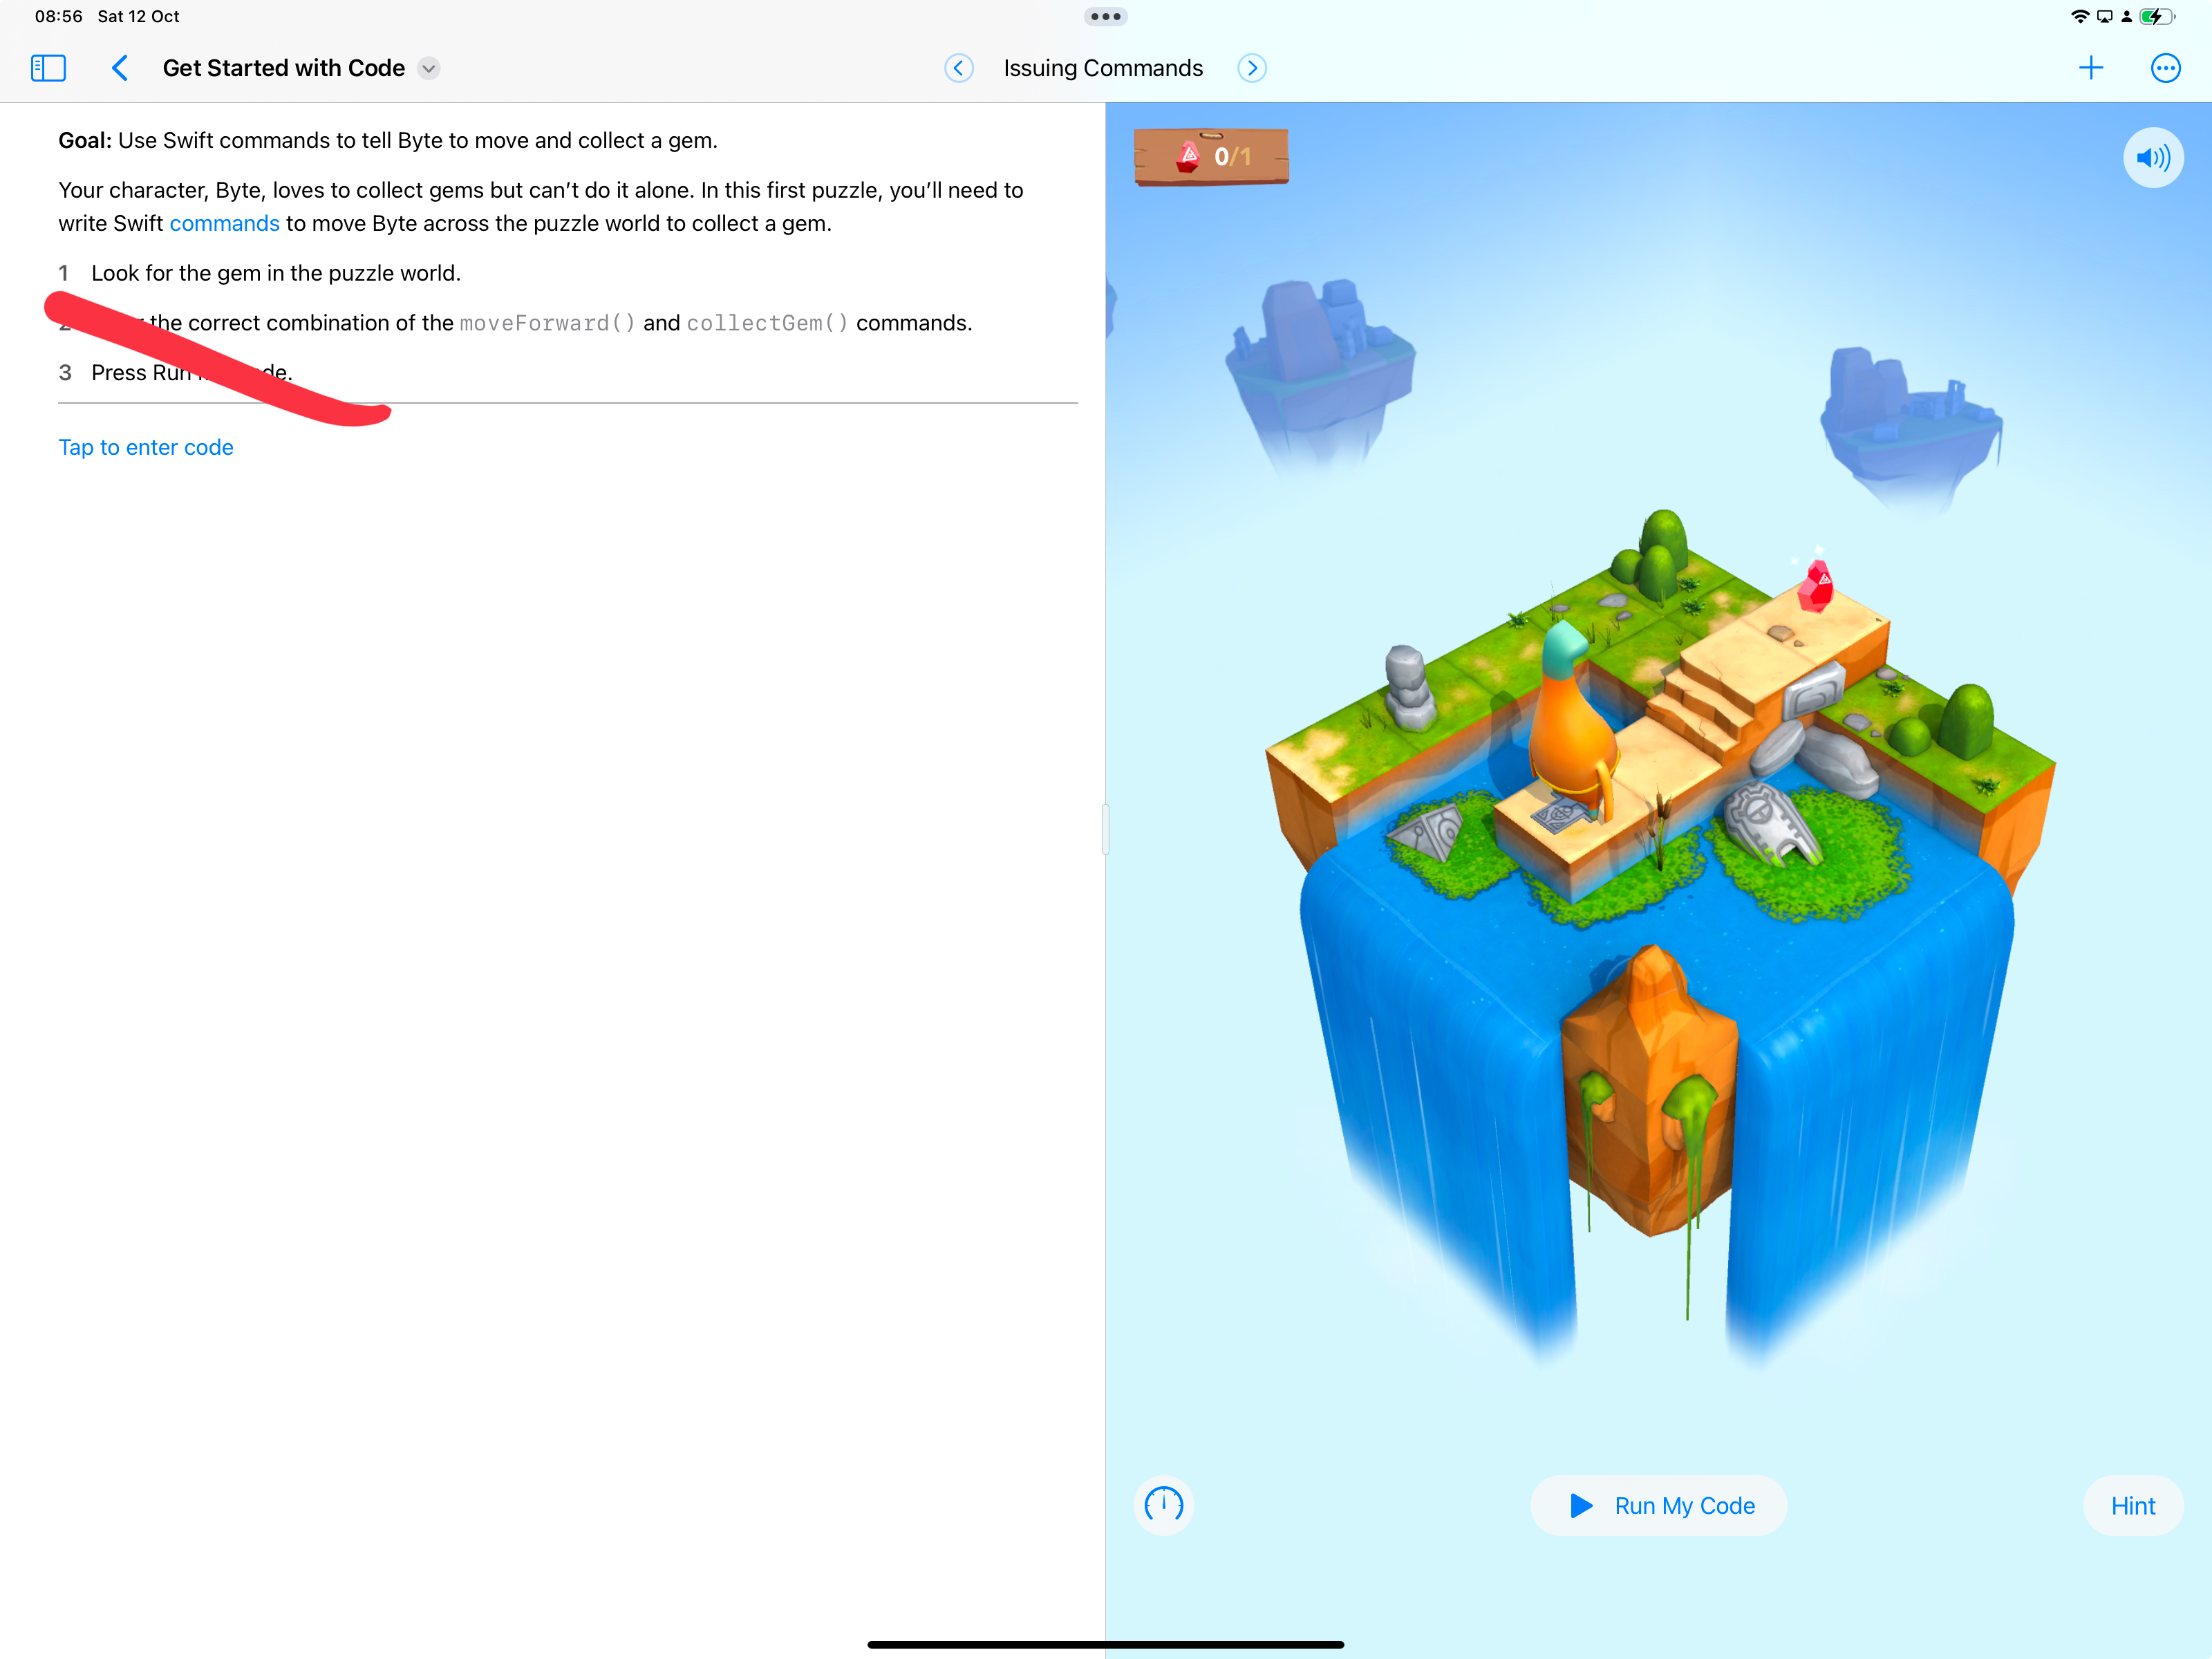 08:56 Sat 12 Oct
Get Started with Code
Issuing Commands
Goal: Use Swift commands to tell Byte to move and collect a gem.
Your character, Byte, loves to collect gems but can’t do it alone. In this first puzzle, you’ll need to
write Swift commands to move Byte across the puzzle world to collect a gem.
1 Look for the gem in the puzzle world.
2 the correct combination of the moveForward() and collectGem() commands.
3 Press Run
Tap to enter code
0/1
Run My Code
Hint